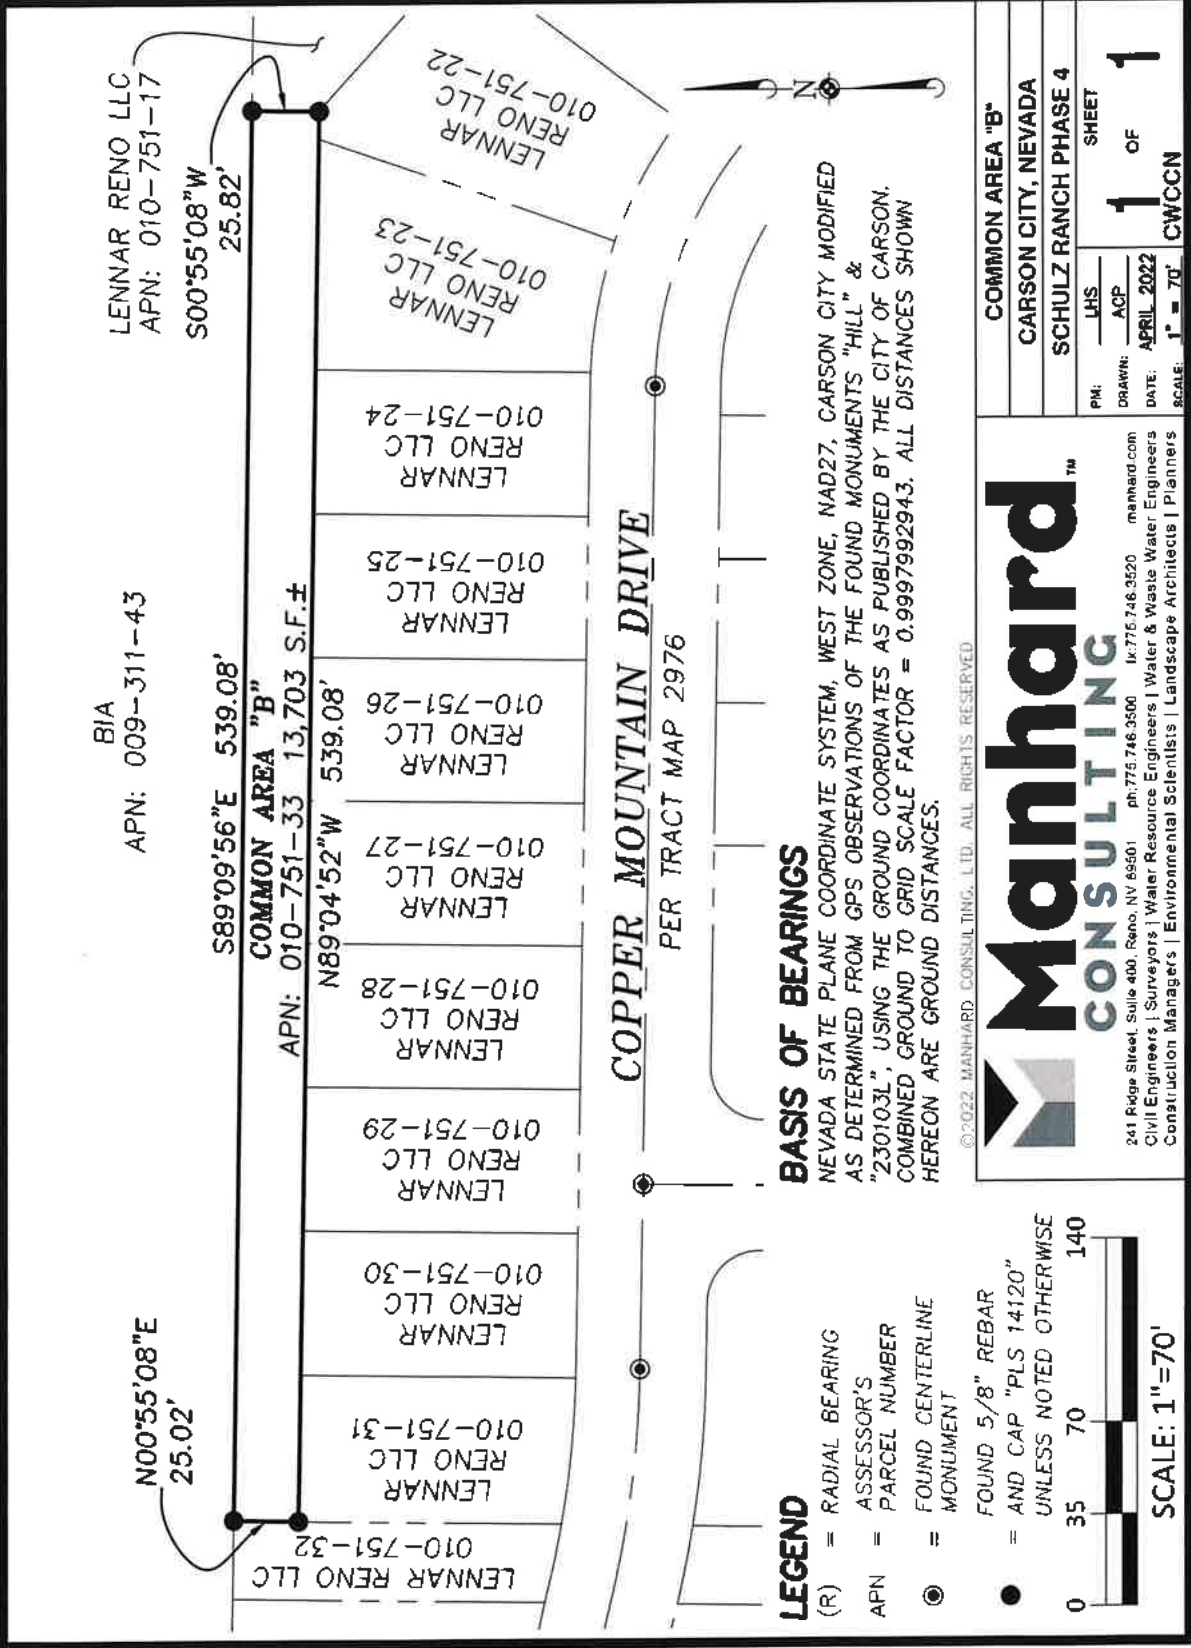 LENNAR RENO LLC
APN: 010-751-17
S00°55'08"W
25.82'
BIA
APN: 009-311-43
N00°55'08"E
25.02'
S89°09'56"E 539.08'
COMMON AREA "B"
APN: 010-751-33 13,703 S.F.±
N89°04'52"W 539.08'
LENNAR RENO LLC
010-751-32
LENNAR
RENO LLC
010-751-31
LENNAR
RENO LLC
010-751-30
LENNAR
RENO LLC
010-751-29
LENNAR
RENO LLC
010-751-28
LENNAR
RENO LLC
010-751-27
LENNAR
RENO LLC
010-751-26
LENNAR
RENO LLC
010-751-25
LENNAR
RENO LLC
010-751-24
LENNAR
RENO LLC
010-751-23
LENNAR
RENO LLC
010-751-22
COPPER MOUNTAIN DRIVE
PER TRACT MAP 2976
N
LEGEND
(R) = RADIAL BEARING
APN = ASSESSOR'S
PARCEL NUMBER
= FOUND CENTERLINE
MONUMENT
FOUND 5/8" REBAR
= AND CAP "PLS 14120"
UNLESS NOTED OTHERWISE
0 35 70 140
SCALE: 1"=70'
BASIS OF BEARINGS
NEVADA STATE PLANE COORDINATE SYSTEM, WEST ZONE, NAD27, CARSON CITY MODIFIED
AS DETERMINED FROM GPS OBSERVATIONS OF THE FOUND MONUMENTS "HILL" &
"230103L", USING THE GROUND COORDINATES AS PUBLISHED BY THE CITY OF CARSON.
COMBINED GROUND TO GRID SCALE FACTOR = 0.9997992943. ALL DISTANCES SHOWN
HEREON ARE GROUND DISTANCES.
©2022 MANHARD CONSULTING, LTD. ALL RIGHTS RESERVED
Manhard™
CONSULTING
241 Ridge Street, Suite 400, Reno, NV 89501 ph:775.746.3500 fx:775.746.3520 manhard.com
Civil Engineers | Surveyors | Water Resource Engineers | Water & Waste Water Engineers
Construction Managers | Environmental Scientists | Landscape Architects | Planners
COMMON AREA "B"
CARSON CITY, NEVADA
SCHULZ RANCH PHASE 4
PM: LHS
DRAWN: ACP
DATE: APRIL 2022
SCALE: 1" = 70'
SHEET
1 OF 1
CWCCN